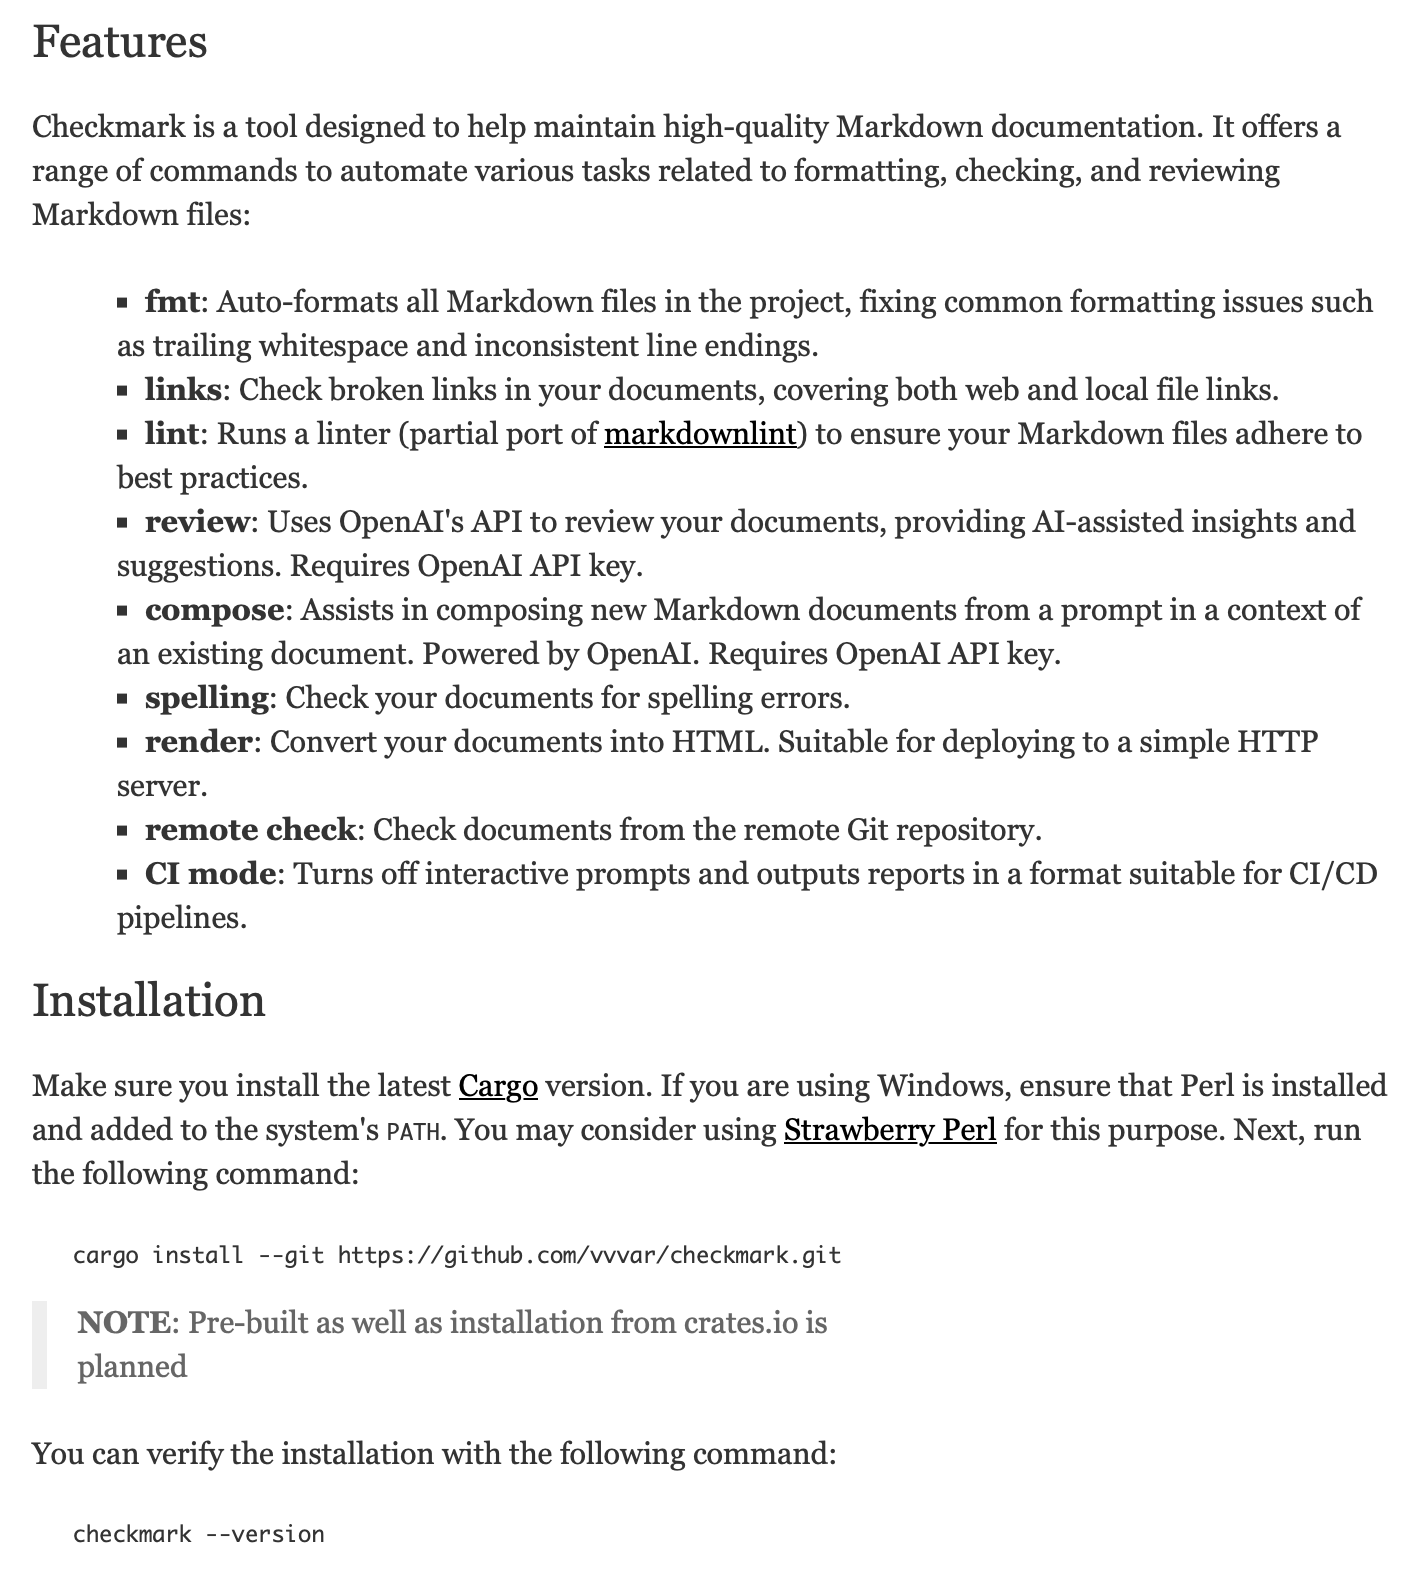 Features
Checkmark is a tool designed to help maintain high-quality Markdown documentation. It offers a
range of commands to automate various tasks related to formatting, checking, and reviewing
Markdown files:
▪ fmt: Auto-formats all Markdown files in the project, fixing common formatting issues such
as trailing whitespace and inconsistent line endings.
▪ links: Check broken links in your documents, covering both web and local file links.
▪ lint: Runs a linter (partial port of markdownlint) to ensure your Markdown files adhere to
best practices.
▪ review: Uses OpenAI's API to review your documents, providing AI-assisted insights and
suggestions. Requires OpenAI API key.
▪ compose: Assists in composing new Markdown documents from a prompt in a context of
an existing document. Powered by OpenAI. Requires OpenAI API key.
▪ spelling: Check your documents for spelling errors.
▪ render: Convert your documents into HTML. Suitable for deploying to a simple HTTP
server.
▪ remote check: Check documents from the remote Git repository.
▪ CI mode: Turns off interactive prompts and outputs reports in a format suitable for CI/CD
pipelines.
Installation
Make sure you install the latest Cargo version. If you are using Windows, ensure that Perl is installed
and added to the system's PATH. You may consider using Strawberry Perl for this purpose. Next, run
the following command:
cargo install --git https://github.com/vvvar/checkmark.git
NOTE: Pre-built as well as installation from crates.io is
planned
You can verify the installation with the following command:
checkmark --version